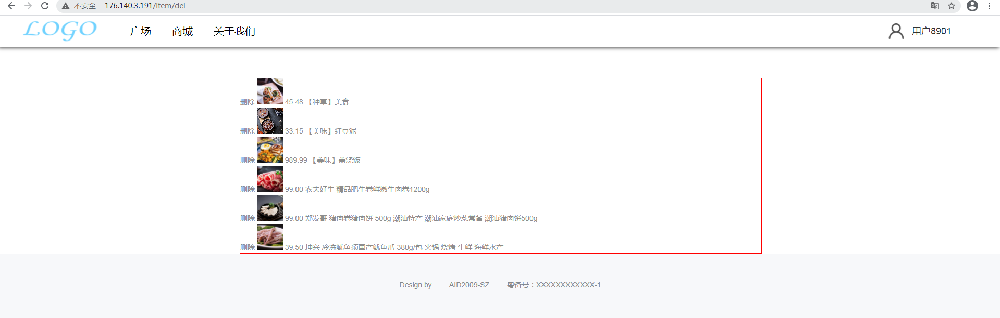 不安全 176.140.3.191/item/del
LOGO 广场 商城 关于我们 用户8901
删除 45.48 【种草】美食
删除 33.15 【美味】红豆泥
删除 989.99 【美味】盖浇饭
删除 99.00 农夫好牛 精品肥牛卷鲜嫩牛肉卷1200g
删除 99.00 郑发哥 猪肉卷猪肉饼 500g 潮汕特产 潮汕家庭炒菜常备 潮汕猪肉饼500g
删除 39.50 坤兴 冷冻鱿鱼须国产鱿鱼爪 380g/包 火锅 烧烤 生鲜 海鲜水产
Design by AID2009-SZ 粤备号：XXXXXXXXXXXX-1